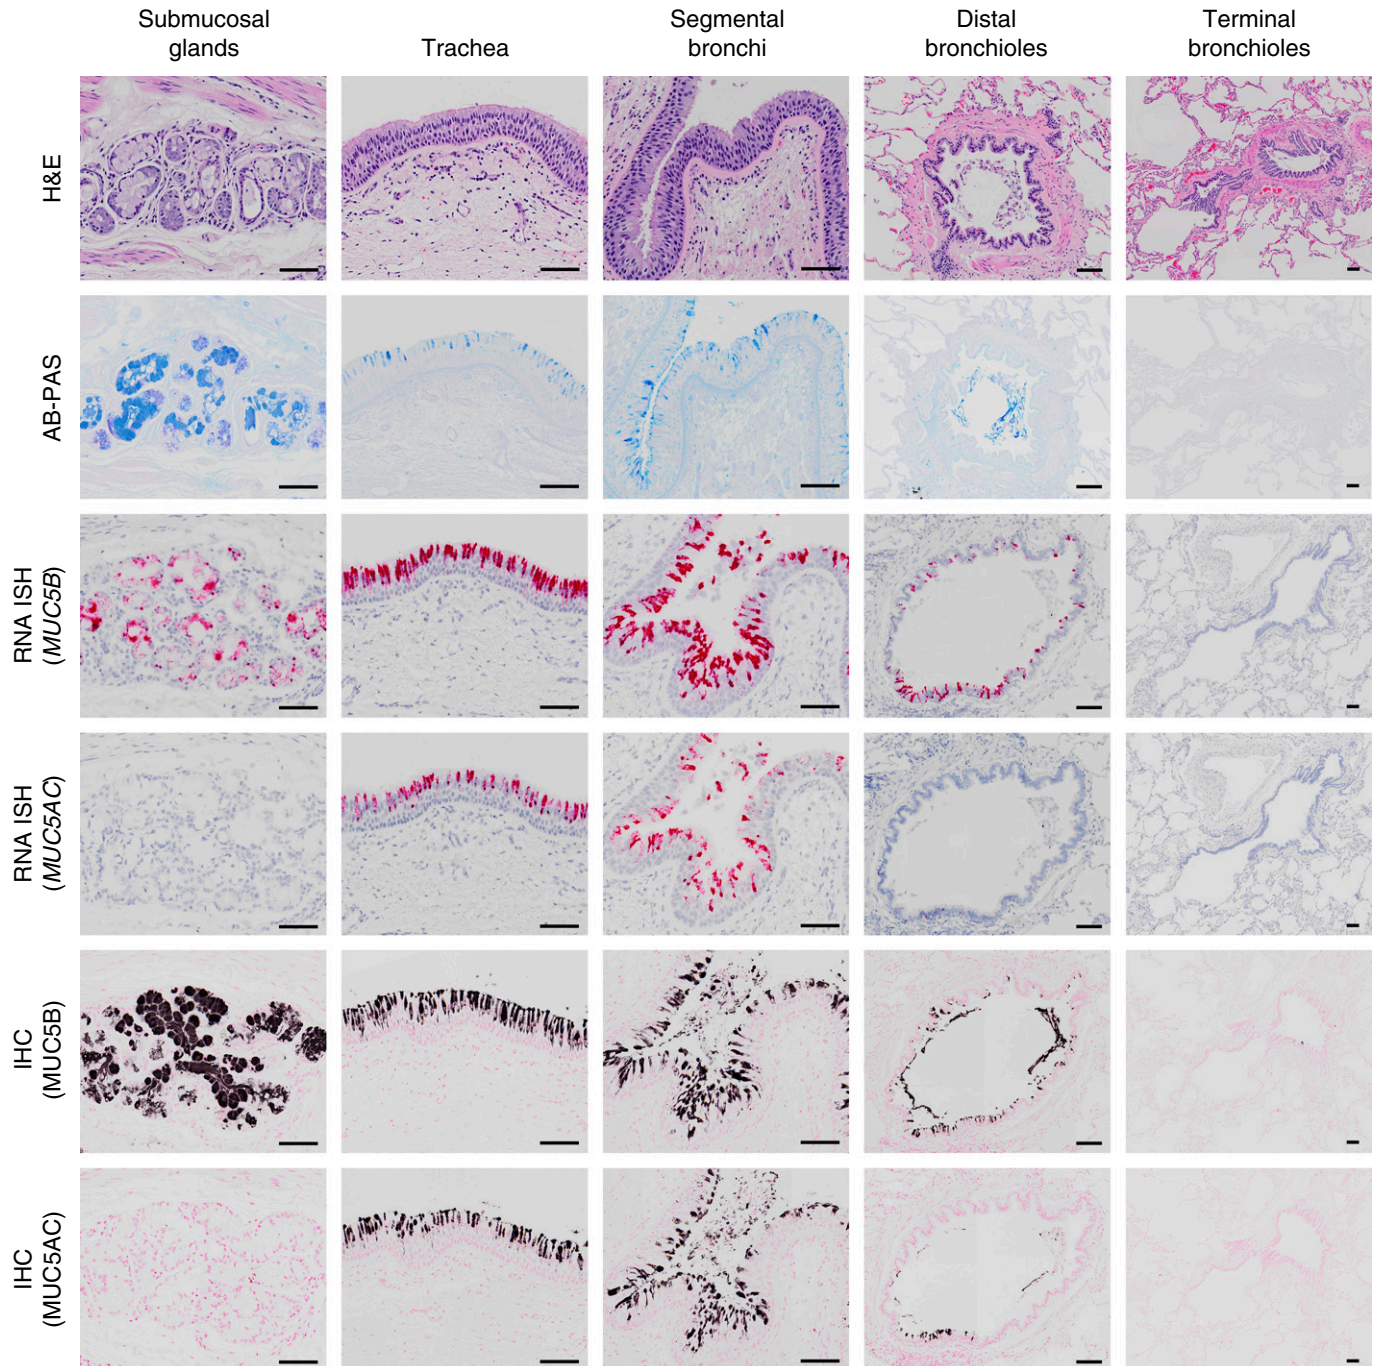 Submucosal
glands
Trachea
Segmental
bronchi
Distal
bronchioles
Terminal
bronchioles
H&E
AB-PAS
RNA ISH
(MUC5B)
RNA ISH
(MUC5AC)
IHC
(MUC5B)
IHC
(MUC5AC)